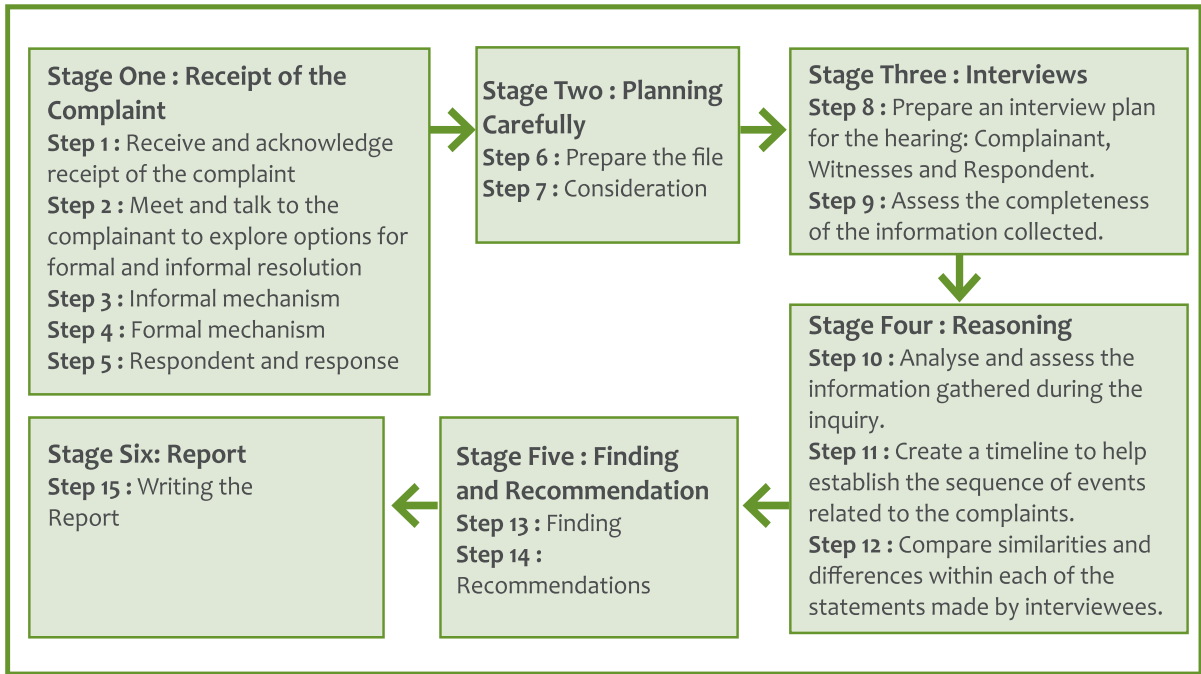 Stage One : Receipt of the
Complaint
Step 1 : Receive and acknowledge
receipt of the complaint
Step 2 : Meet and talk to the
complainant to explore options for
formal and informal resolution
Step 3 : Informal mechanism
Step 4 : Formal mechanism
Step 5 : Respondent and response
Stage Two : Planning
Carefully
Step 6 : Prepare the file
Step 7 : Consideration
Stage Three : Interviews
Step 8 : Prepare an interview plan
for the hearing: Complainant,
Witnesses and Respondent.
Step 9 : Assess the completeness
of the information collected.
Stage Four : Reasoning
Step 10 : Analyse and assess the
information gathered during the
inquiry.
Step 11 : Create a timeline to help
establish the sequence of events
related to the complaints.
Step 12 : Compare similarities and
differences within each of the
statements made by interviewees.
Stage Five : Finding
and Recommendation
Step 13 : Finding
Step 14 :
Recommendations
Stage Six: Report
Step 15 : Writing the
Report